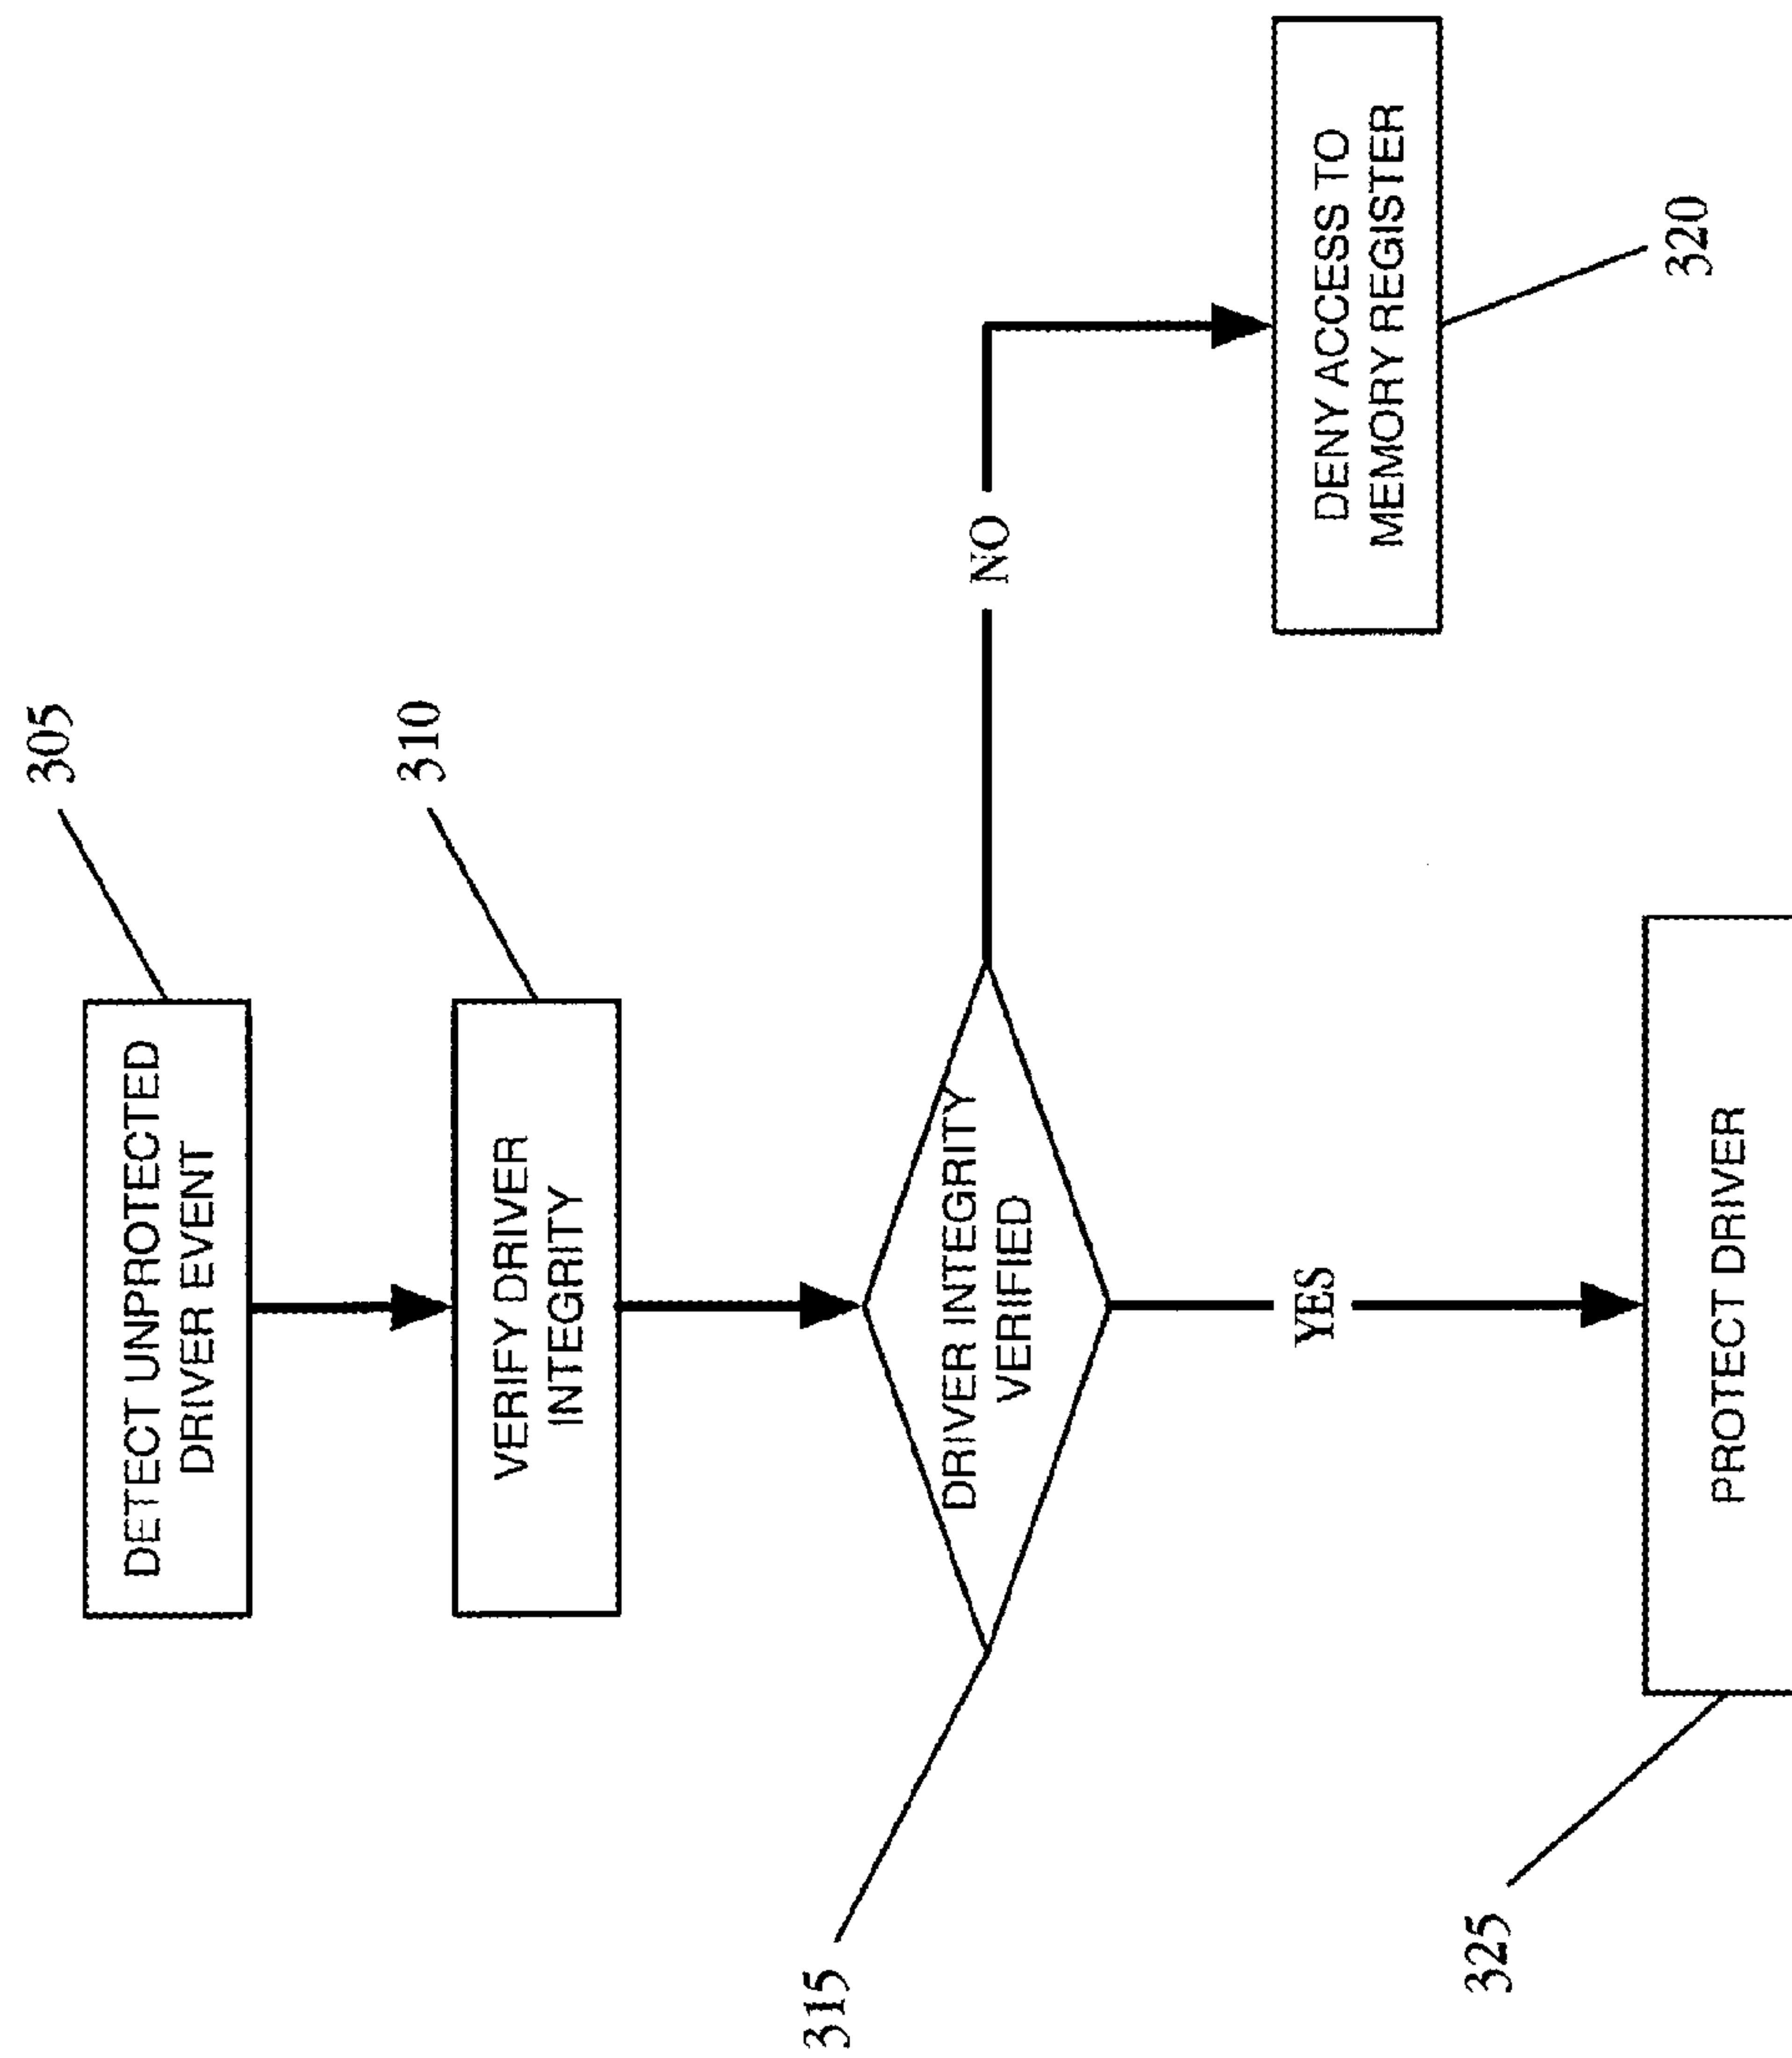 305
DETECT UNPROTECTED
DRIVER EVENT
310
VERIFY DRIVER
INTEGRITY
315
DRIVER INTEGRITY
VERIFIED
NO
DENY ACCESS TO
MEMORY REGISTER
320
YES
325
PROTECT DRIVER